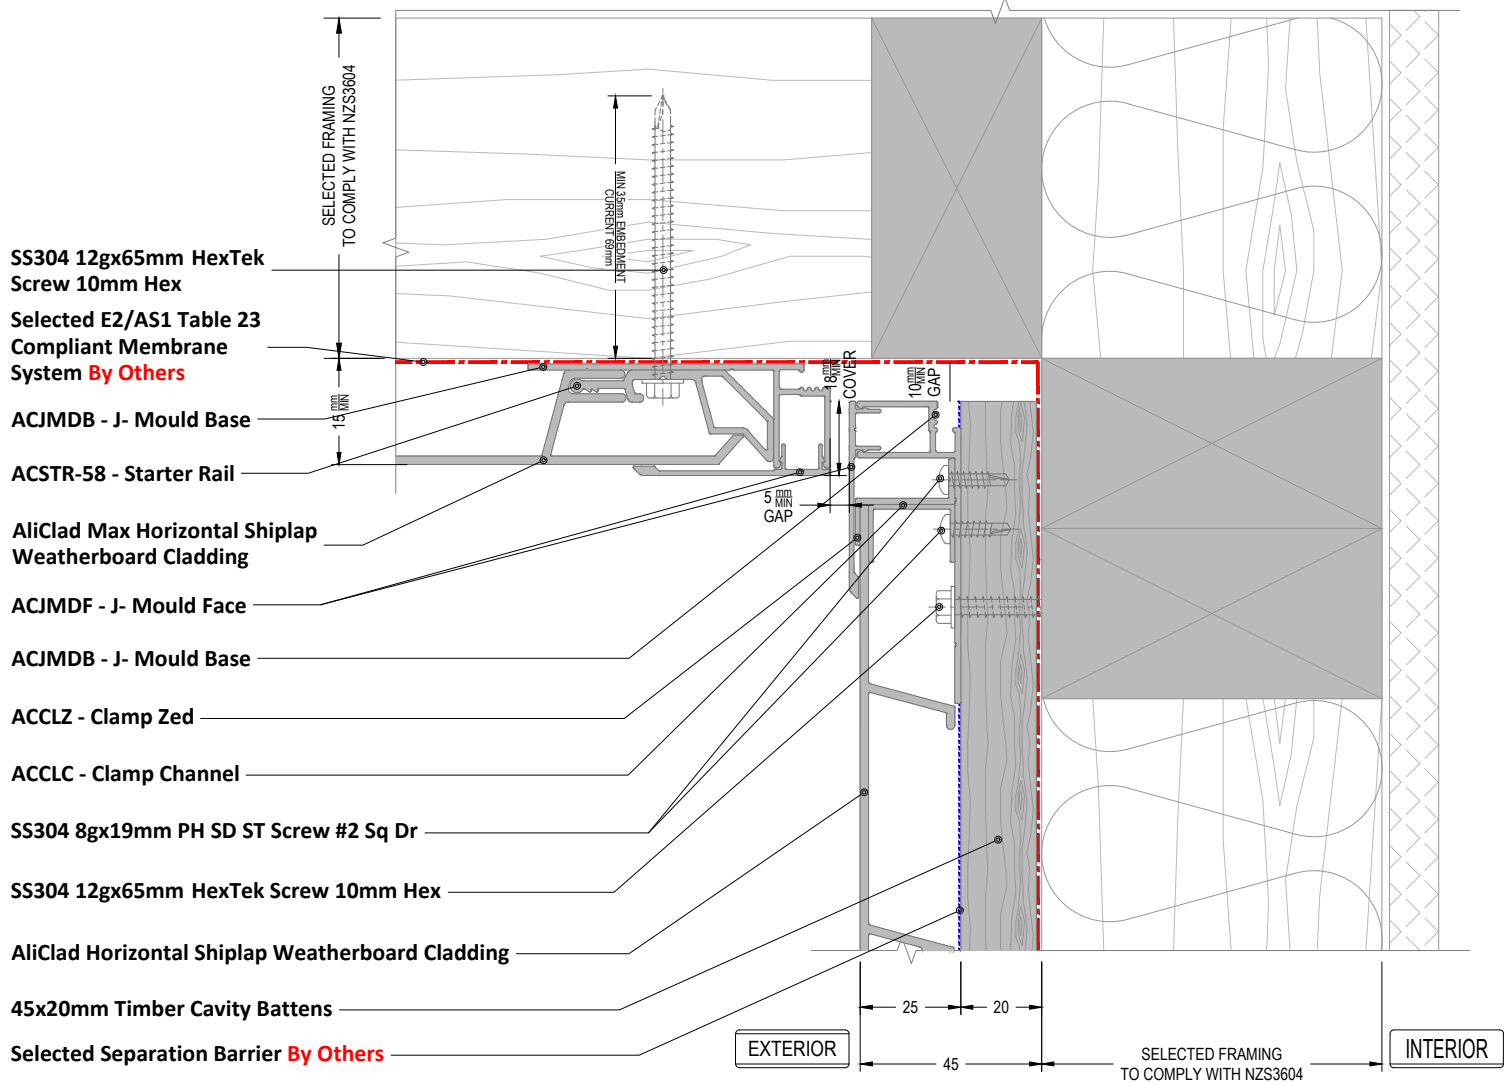 SELECTED FRAMING
TO COMPLY WITH NZS3604
MIN 35mm EMBEDMENT
CURRENT 69mm
SS304 12gx65mm HexTek
Screw 10mm Hex
Selected E2/AS1 Table 23
Compliant Membrane
System By Others
15 mm MIN
18 mm MIN
COVER
10 mm MIN
GAP
ACJMDB - J- Mould Base
ACSTR-58 - Starter Rail
5 mm MIN
GAP
AliClad Max Horizontal Shiplap
Weatherboard Cladding
ACJMDF - J- Mould Face
ACJMDB - J- Mould Base
ACCLZ - Clamp Zed
ACCLC - Clamp Channel
SS304 8gx19mm PH SD ST Screw #2 Sq Dr
SS304 12gx65mm HexTek Screw 10mm Hex
AliClad Horizontal Shiplap Weatherboard Cladding
45x20mm Timber Cavity Battens
Selected Separation Barrier By Others
25
20
45
EXTERIOR
SELECTED FRAMING
TO COMPLY WITH NZS3604
INTERIOR